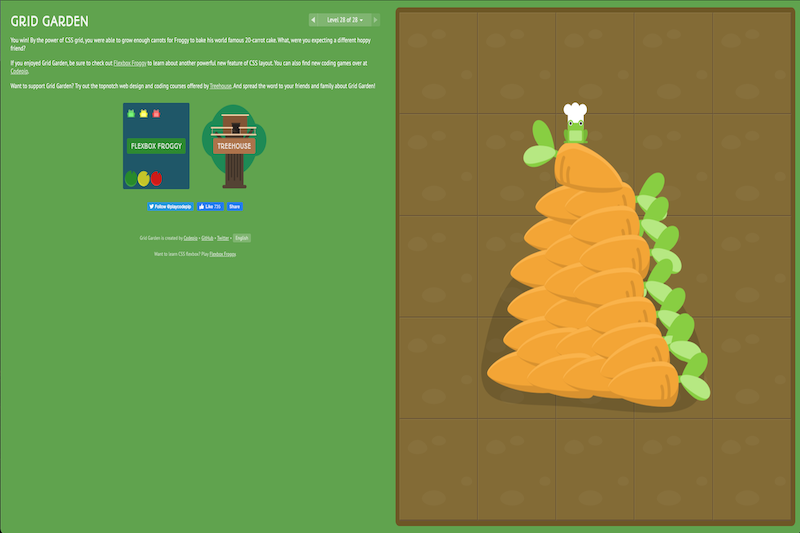 GRID GARDEN
Level 28 of 28
You win! By the power of CSS grid, you were able to grow enough carrots for Froggy to bake his world famous 20-carrot cake. What, were you expecting a different hoppy
friend?
If you enjoyed Grid Garden, be sure to check out Flexbox Froggy to learn about another powerful new feature of CSS layout. You can also find new coding games over at
Codepip.
Want to support Grid Garden? Try out the topnotch web design and coding courses offered by Treehouse. And spread the word to your friends and family about Grid Garden!
FLEXBOX FROGGY
TREEHOUSE
Follow @playcodepip
Like
Share
Grid Garden is created by Codepip • GitHub • Twitter • English
Want to learn CSS flexbox? Play Flexbox Froggy.